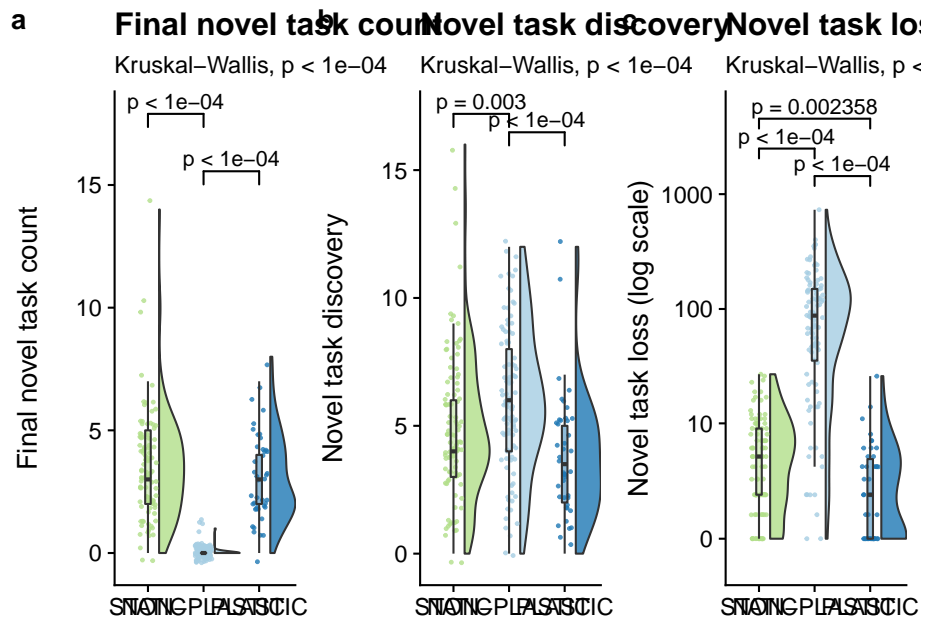 a
Final novel task count
Kruskal−Wallis, p < 1e−04
p < 1e−04
p < 1e−04
15
10
5
0
Final novel task count
b
Novel task discovery
Kruskal−Wallis, p < 1e−04
p = 0.003
p < 1e−04
15
10
5
0
Novel task discovery
c
Novel task los
Kruskal−Wallis, p <
p = 0.002358
p < 1e−04
p < 1e−04
1000
100
10
0
Novel task loss (log scale)